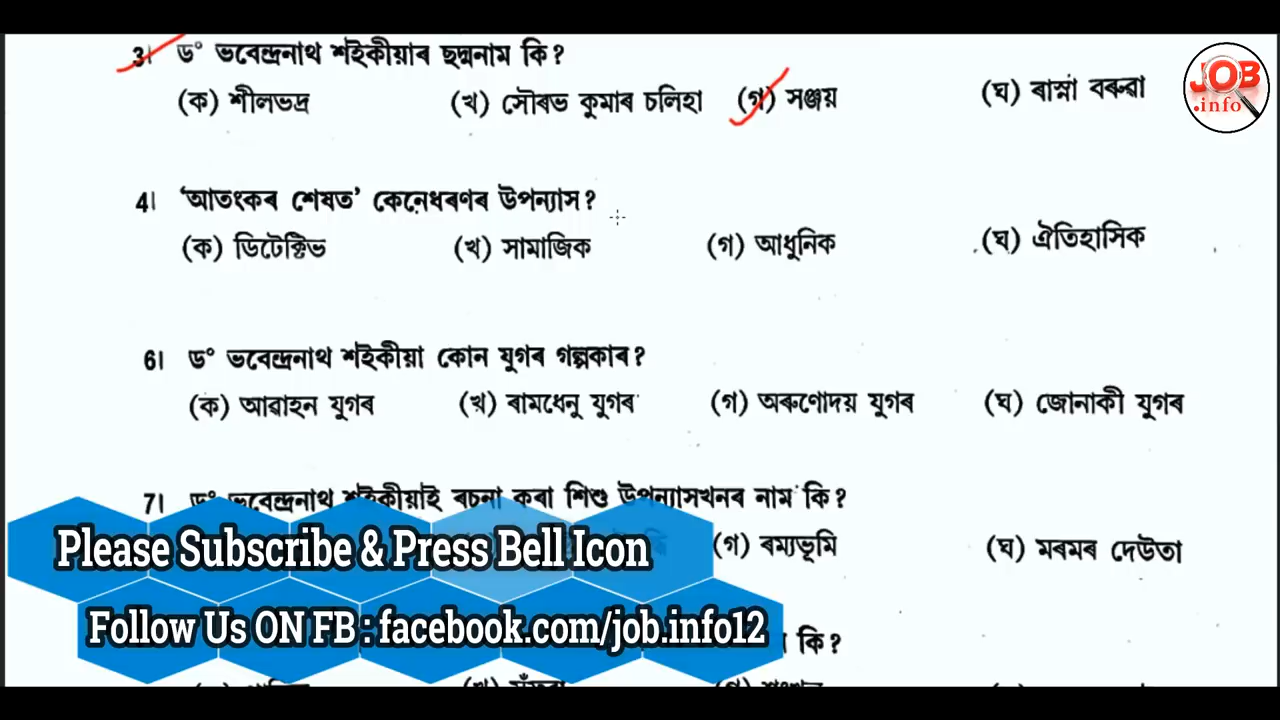 JOB
.info
3। ড° ভবেন্দ্ৰনাথ শইকীয়াৰ ছদ্মনাম কি?
(ক) শীলভদ্ৰ (খ) সৌৰভ কুমাৰ চলিহা (গ) সঞ্জয় (ঘ) ৰাস্না বৰুৱা
4। ‘আতংকৰ শেষত’ কেনেধৰণৰ উপন্যাস?
(ক) ডিটেক্টিভ (খ) সামাজিক (গ) আধুনিক (ঘ) ঐতিহাসিক
6। ড° ভবেন্দ্ৰনাথ শইকীয়া কোন যুগৰ গল্পকাৰ?
(ক) আৱাহন যুগৰ (খ) ৰামধেনু যুগৰ (গ) অৰুণোদয় যুগৰ (ঘ) জোনাকী যুগৰ
7। ড° ভবেন্দ্ৰনাথ শইকীয়াই ৰচনা কৰা শিশু উপন্যাসখনৰ নাম কি?
(গ) ৰম্যভূমি (ঘ) মৰমৰ দেউতা
Please Subscribe & Press Bell Icon
Follow Us ON FB : facebook.com/job.info12
কি?